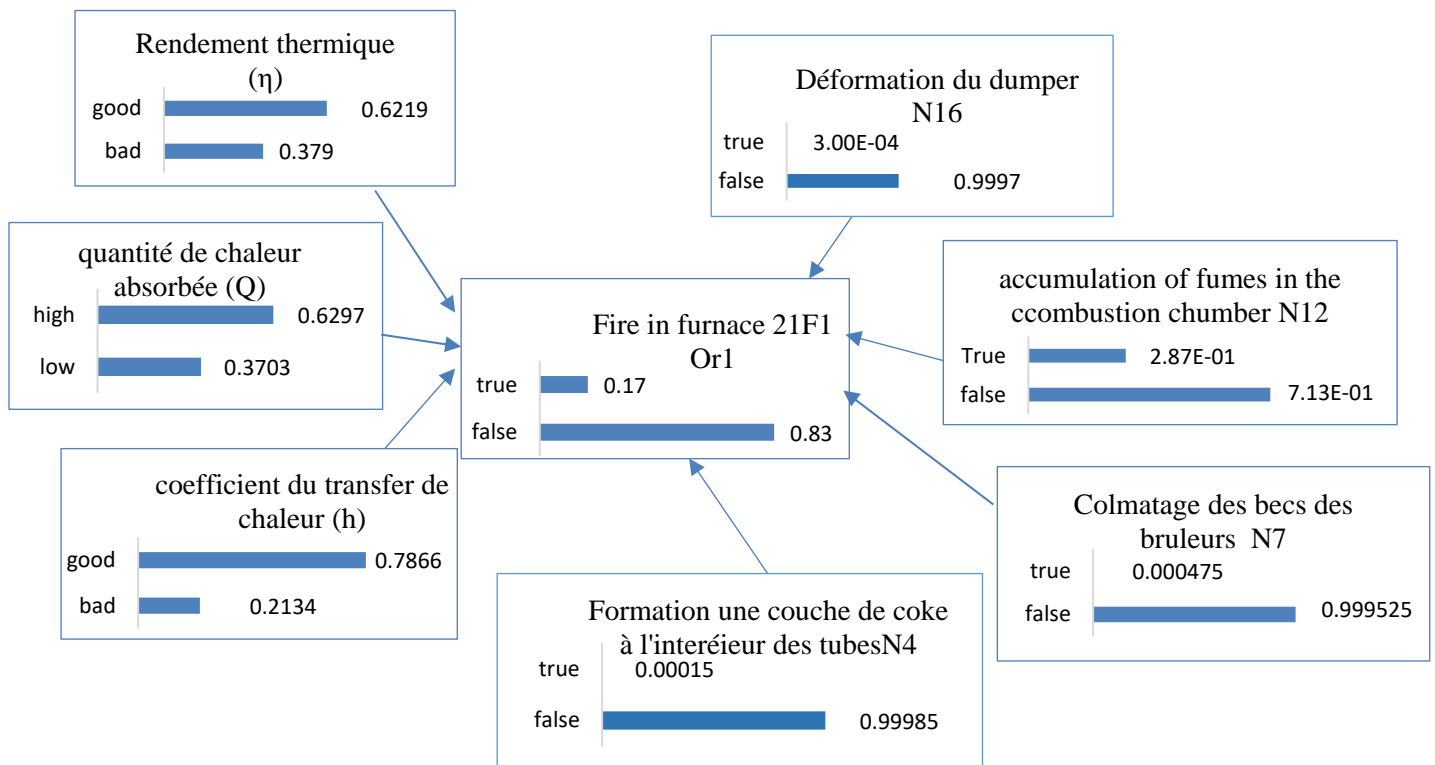 Rendement thermique
(η)
good 0.6219
bad 0.379
Déformation du dumper
N16
true 3.00E-04
false 0.9997
quantité de chaleur
absorbée (Q)
high 0.6297
low 0.3703
Fire in furnace 21F1
Or1
true 0.17
false 0.83
accumulation of fumes in the
ccombustion chumber N12
True 2.87E-01
false 7.13E-01
coefficient du transfer de
chaleur (h)
good 0.7866
bad 0.2134
Formation une couche de coke
à l'interéieur des tubesN4
true 0.00015
false 0.99985
Colmatage des becs des
bruleurs N7
true 0.000475
false 0.999525